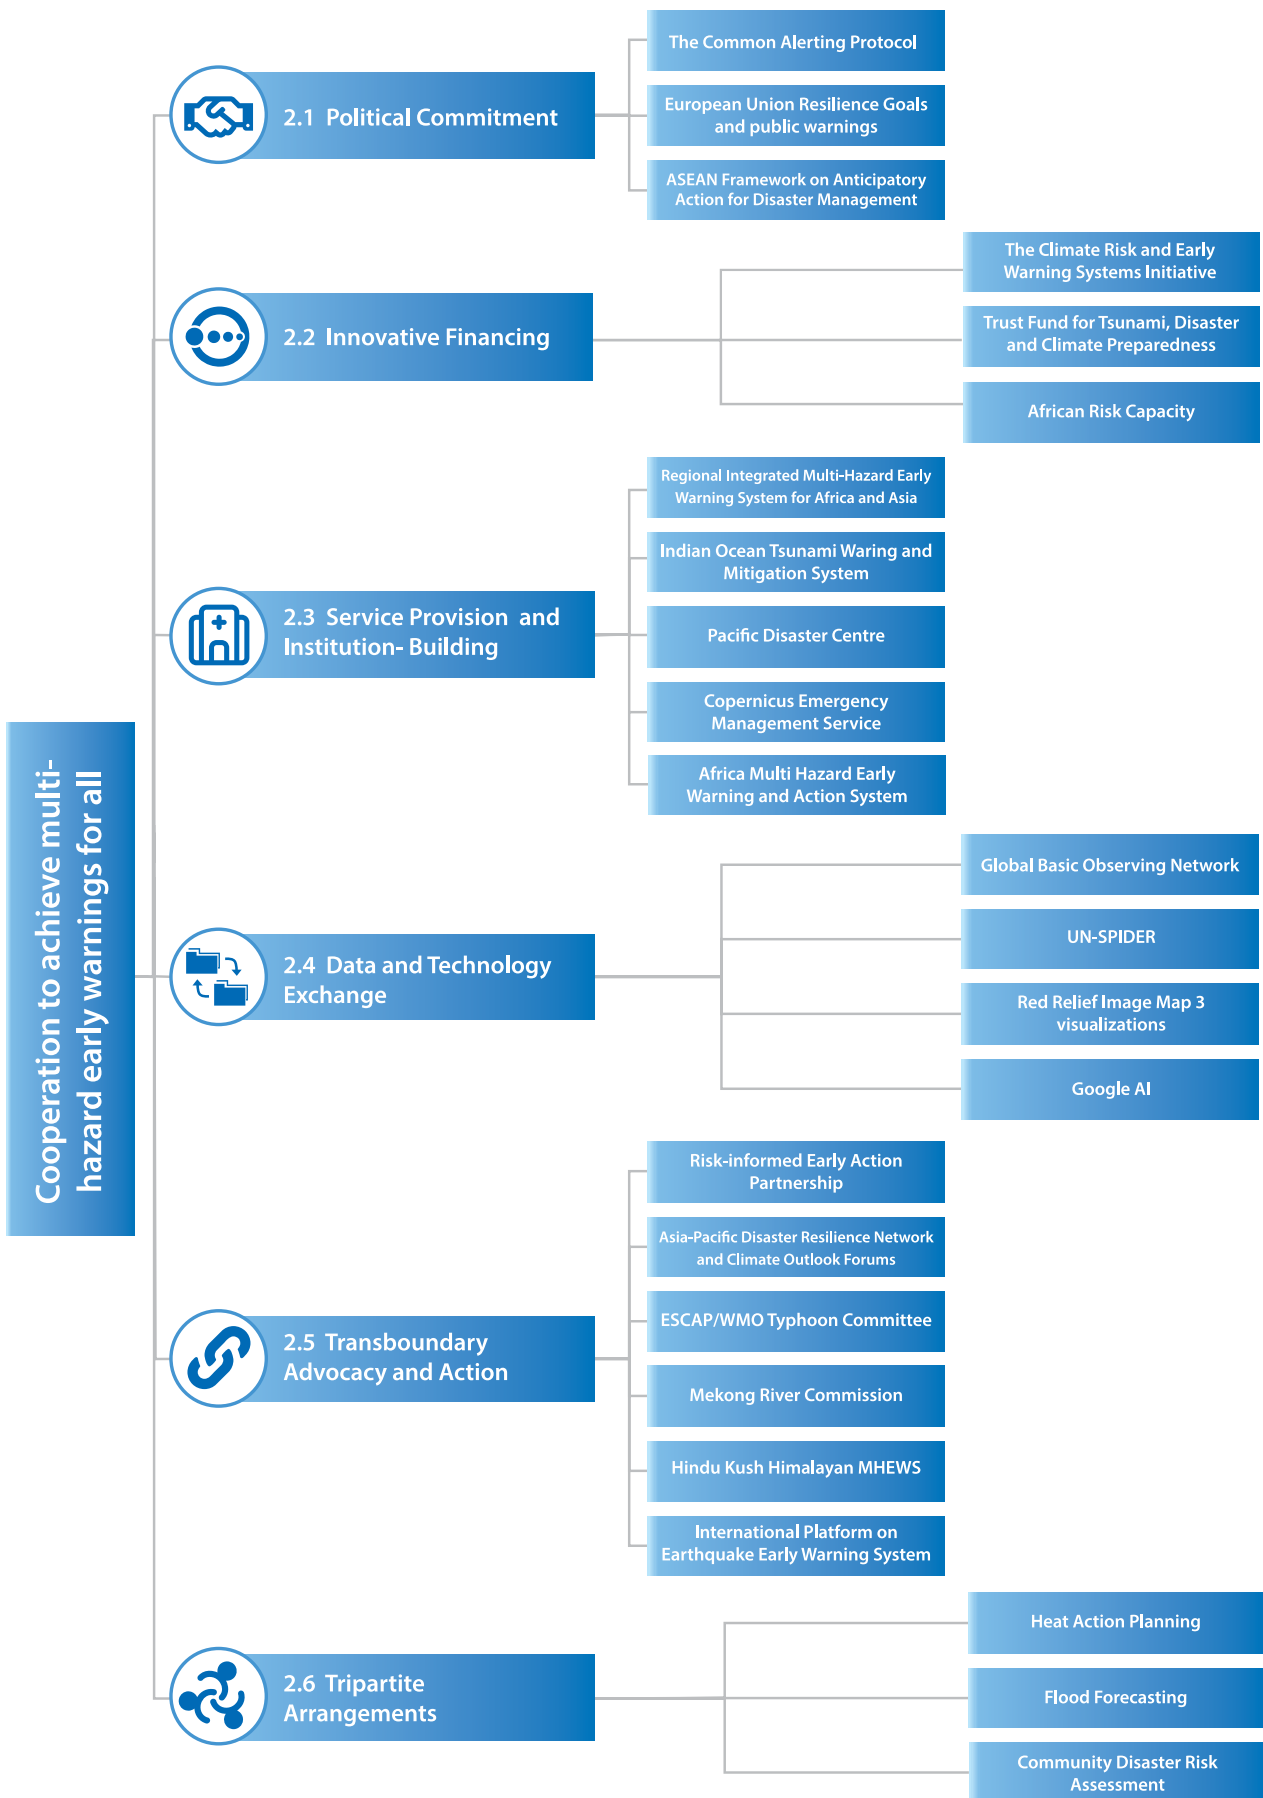 Cooperation to achieve multi-
hazard early warnings for all
2.1 Political Commitment
The Common Alerting Protocol
European Union Resilience Goals
and public warnings
ASEAN Framework on Anticipatory
Action for Disaster Management
2.2 Innovative Financing
The Climate Risk and Early
Warning Systems Initiative
Trust Fund for Tsunami, Disaster
and Climate Preparedness
African Risk Capacity
2.3 Service Provision and
Institution- Building
Regional Integrated Multi-Hazard Early
Warning System for Africa and Asia
Indian Ocean Tsunami Waring and
Mitigation System
Pacific Disaster Centre
Copernicus Emergency
Management Service
Africa Multi Hazard Early
Warning and Action System
2.4 Data and Technology
Exchange
Global Basic Observing Network
UN-SPIDER
Red Relief Image Map 3
visualizations
Google AI
2.5 Transboundary
Advocacy and Action
Risk-informed Early Action
Partnership
Asia-Pacific Disaster Resilience Network
and Climate Outlook Forums
ESCAP/WMO Typhoon Committee
Mekong River Commission
Hindu Kush Himalayan MHEWS
International Platform on
Earthquake Early Warning System
2.6 Tripartite
Arrangements
Heat Action Planning
Flood Forecasting
Community Disaster Risk
Assessment